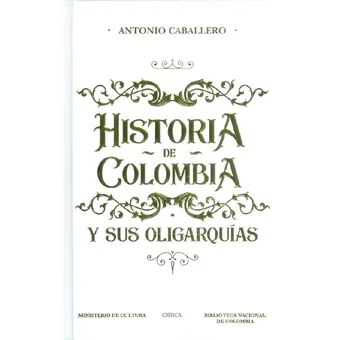 ANTONIO CABALLERO
HISTORIA
DE
COLOMBIA
Y SUS OLIGARQUÍAS
MINISTERIO DE CULTURA
CRÍTICA
BIBLIOTECA NACIONAL
DE COLOMBIA